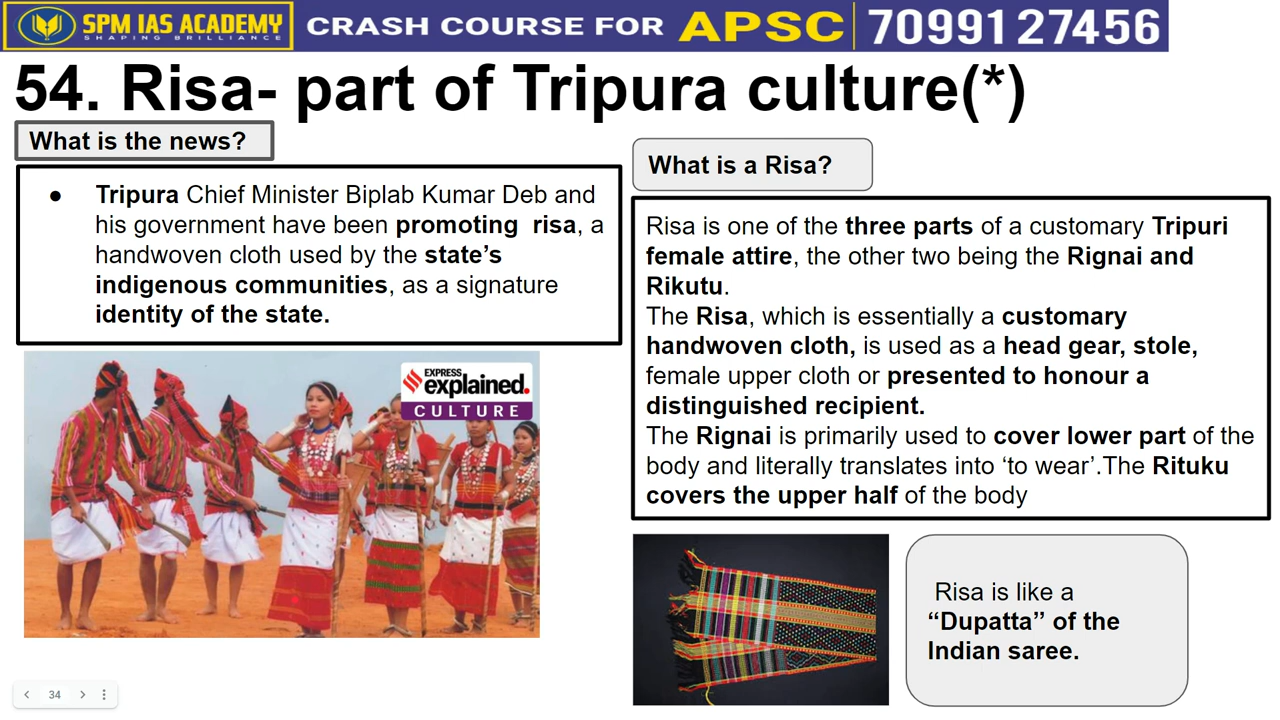 SPM IAS ACADEMY
SHAPING BRILLIANCE
CRASH COURSE FOR APSC 7099127456
54. Risa- part of Tripura culture(*)
What is the news?
● Tripura Chief Minister Biplab Kumar Deb and
his government have been promoting risa, a
handwoven cloth used by the state’s
indigenous communities, as a signature
identity of the state.
EXPRESS
explained.
CULTURE
What is a Risa?
Risa is one of the three parts of a customary Tripuri
female attire, the other two being the Rignai and
Rikutu.
The Risa, which is essentially a customary
handwoven cloth, is used as a head gear, stole,
female upper cloth or presented to honour a
distinguished recipient.
The Rignai is primarily used to cover lower part of the
body and literally translates into ‘to wear’.The Rituku
covers the upper half of the body
Risa is like a
“Dupatta” of the
Indian saree.
34